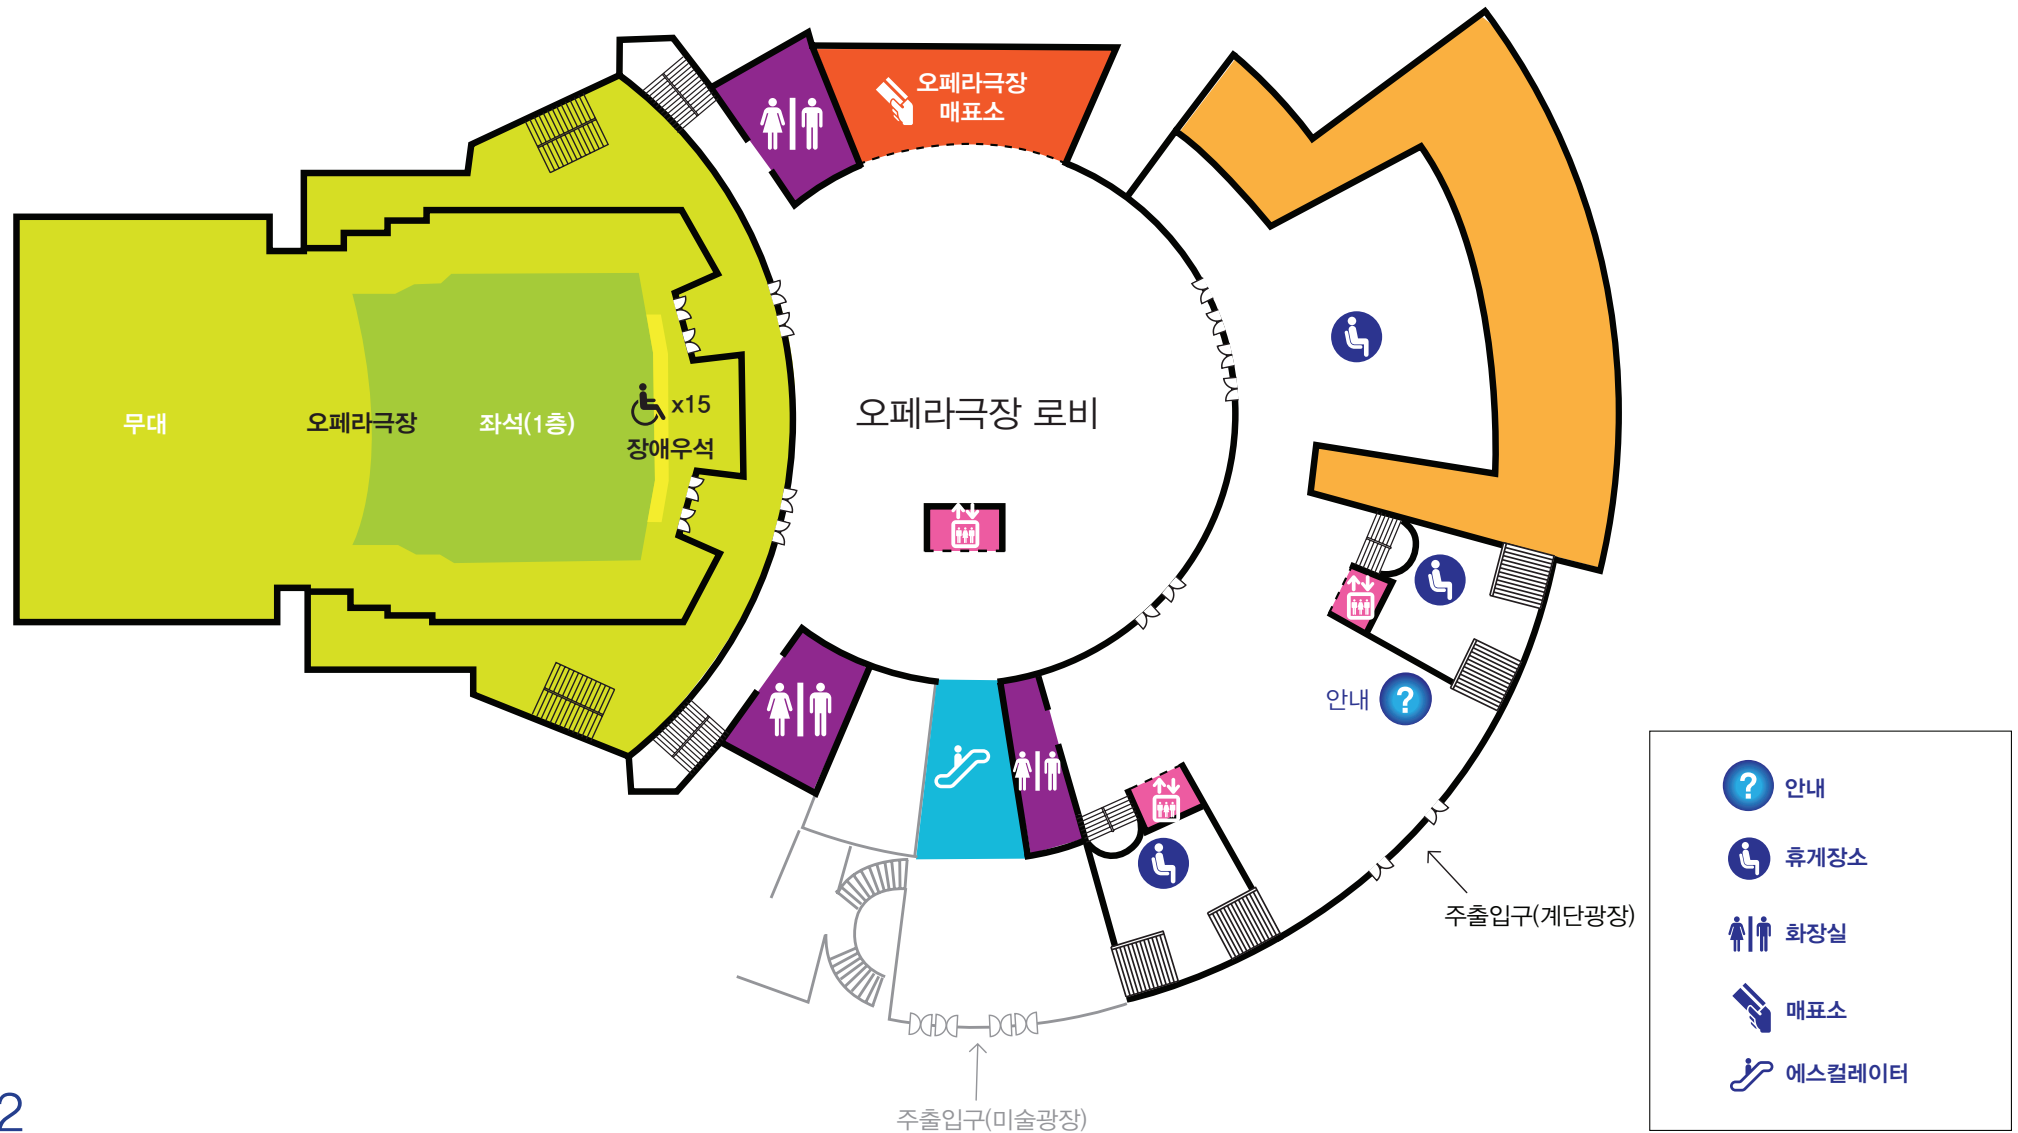 오페라극장
매표소
무대
오페라극장
좌석(1층)
x15
장애우석
오페라극장 로비
안내 ?
주출입구(계단광장)
주출입구(미술광장)
? 안내
휴게장소
화장실
매표소
에스컬레이터
2